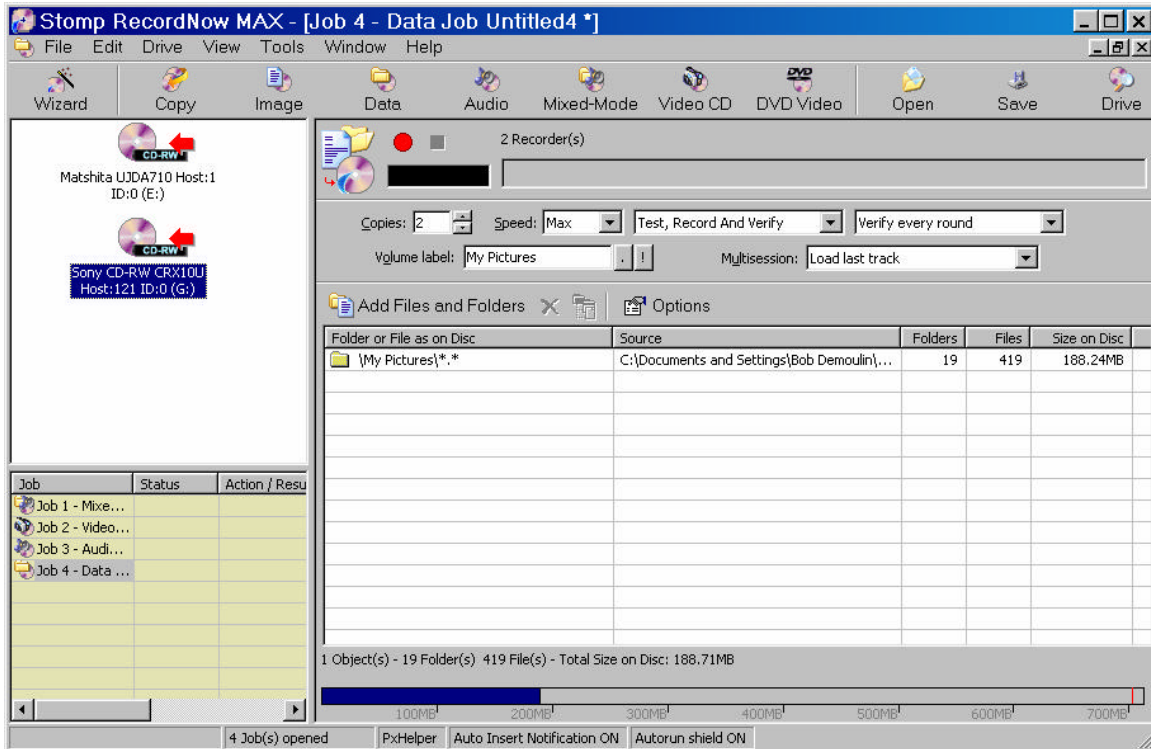 Stomp RecordNow MAX - [Job 4 - Data Job Untitled4 *]
File Edit Drive View Tools Window Help
Wizard Copy Image Data Audio Mixed-Mode Video CD DVD Video Open Save Drive
CD-RW
Matshita UJDA710 Host:1
ID:0 (E:)
CD-RW
Sony CD-RW CRX10U
Host:121 ID:0 (G:)
2 Recorder(s)
Copies: 2 Speed: Max Test, Record And Verify Verify every round
Volume label: My Pictures . ! Multisession: Load last track
Add Files and Folders Options
Folder or File as on Disc Source Folders Files Size on Disc
\My Pictures\*.* C:\Documents and Settings\Bob Demoulin\... 19 419 188.24MB
Job Status Action / Resu
Job 1 - Mixe...
Job 2 - Video...
Job 3 - Audi...
Job 4 - Data ...
1 Object(s) - 19 Folder(s) 419 File(s) - Total Size on Disc: 188.71MB
100MB 200MB 300MB 400MB 500MB 600MB 700MB
4 Job(s) opened PxHelper Auto Insert Notification ON Autorun shield ON